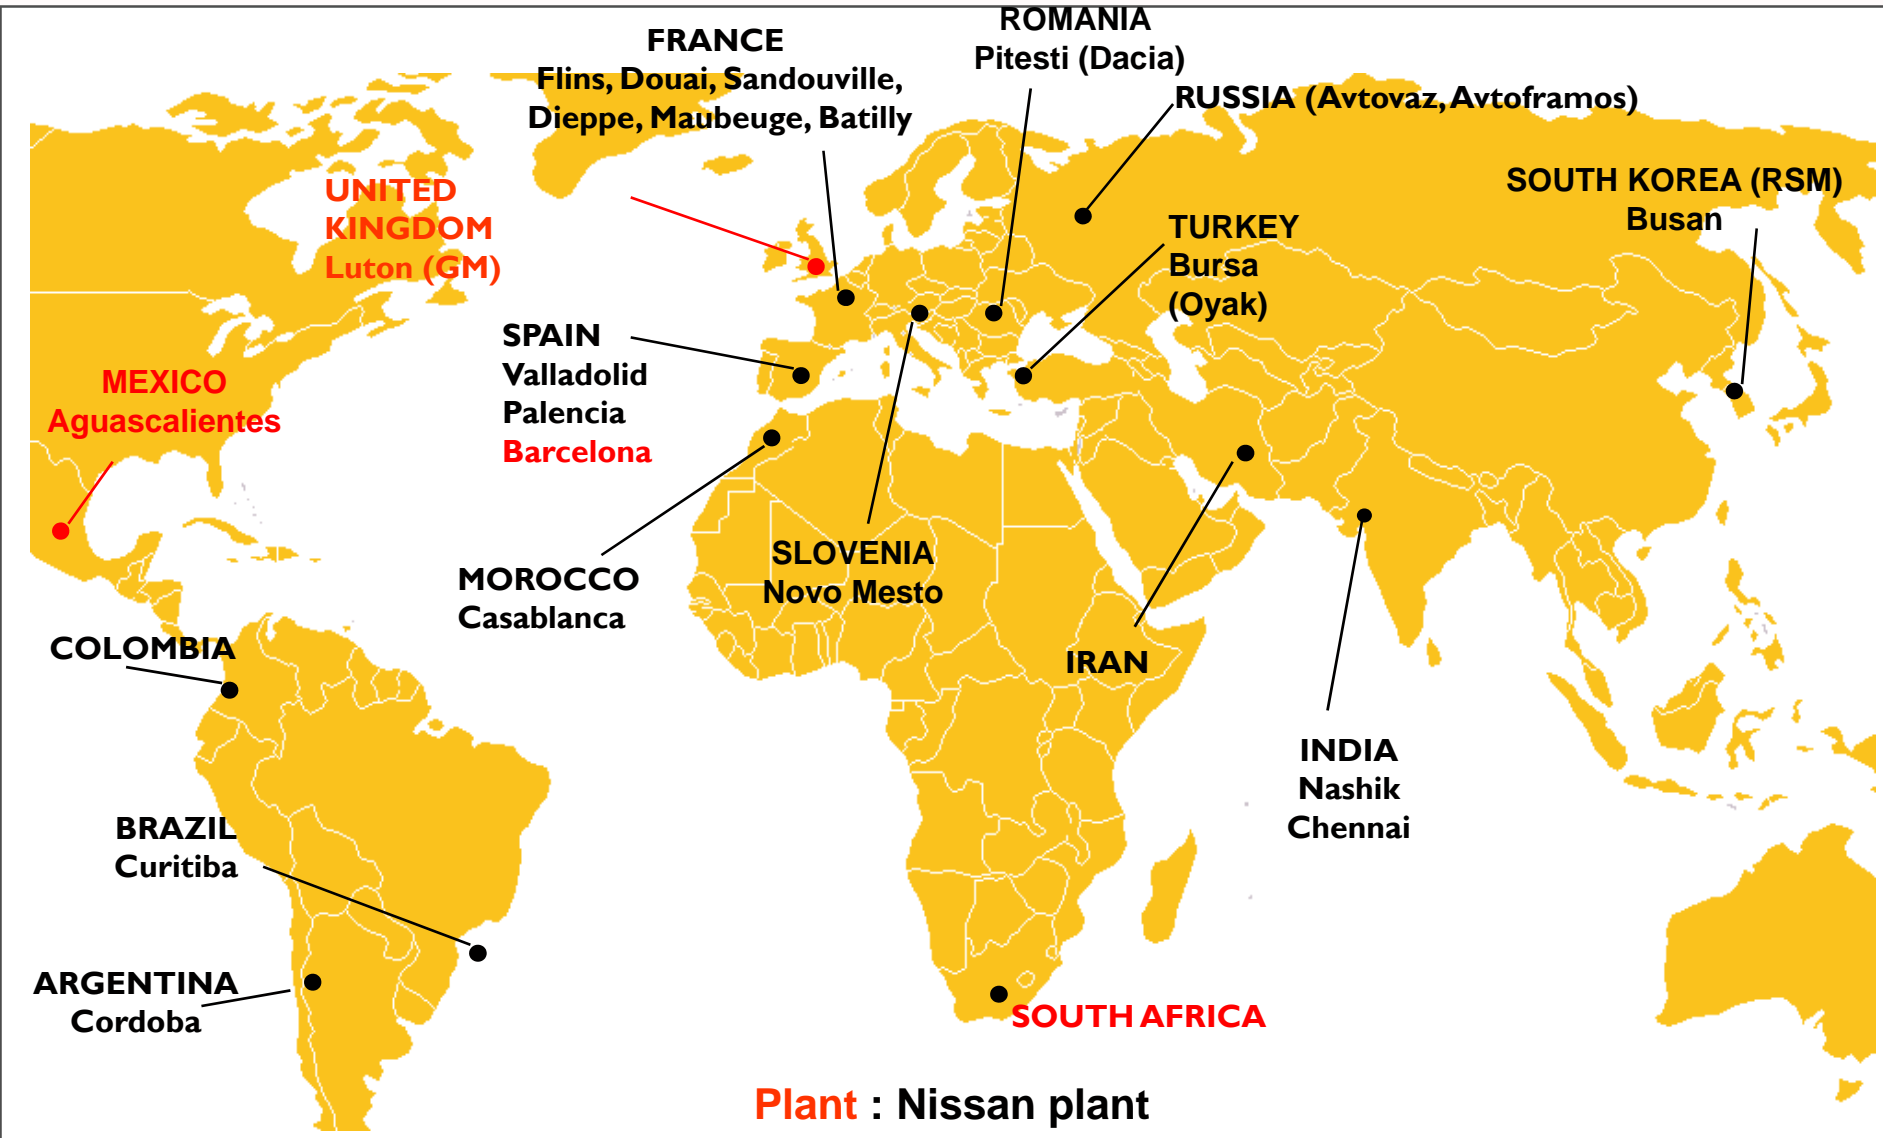 ROMANIA
Pitesti (Dacia)
FRANCE
Flins, Douai, Sandouville,
Dieppe, Maubeuge, Batilly
RUSSIA (Avtovaz, Avtoframos)
UNITED
KINGDOM
Luton (GM)
SOUTH KOREA (RSM)
Busan
TURKEY
Bursa
(Oyak)
SPAIN
Valladolid
Palencia
Barcelona
MEXICO
Aguascalientes
SLOVENIA
Novo Mesto
MOROCCO
Casablanca
COLOMBIA
IRAN
INDIA
Nashik
Chennai
BRAZIL
Curitiba
ARGENTINA
Cordoba
SOUTH AFRICA
Plant : Nissan plant